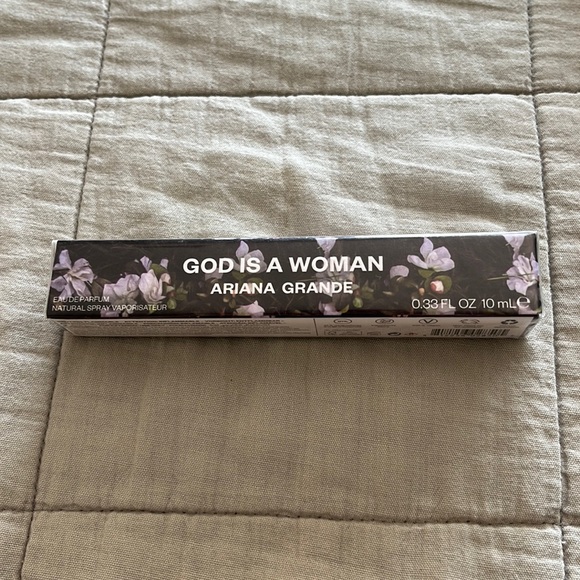 GOD IS A WOMAN
ARIANA GRANDE
EAU DE PARFUM
NATURAL SPRAY VAPORISATEUR
0.33 FL OZ 10 mL℮